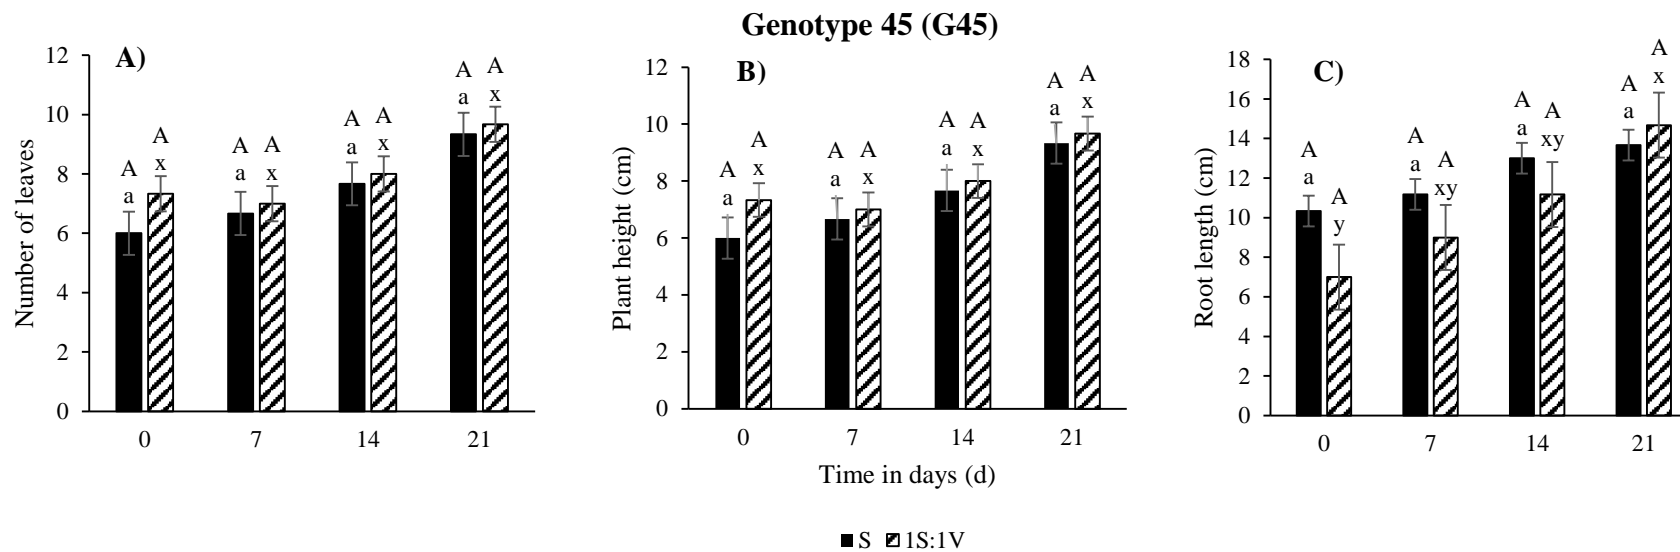 Genotype 45 (G45)
A)
Number of leaves
12
10
8
6
4
2
0
A
a
A
x
A
a
A
x
A
a
A
x
A
a
A
x
0
7
14
21
B)
Plant height (cm)
12
10
8
6
4
2
0
A
a
A
x
A
a
A
x
A
a
A
x
A
a
A
x
0
7
14
21
Time in days (d)
C)
Root length (cm)
18
16
14
12
10
8
6
4
2
0
A
a
A
y
A
a
A
xy
A
a
A
xy
A
a
A
x
0
7
14
21
S
1S:1V